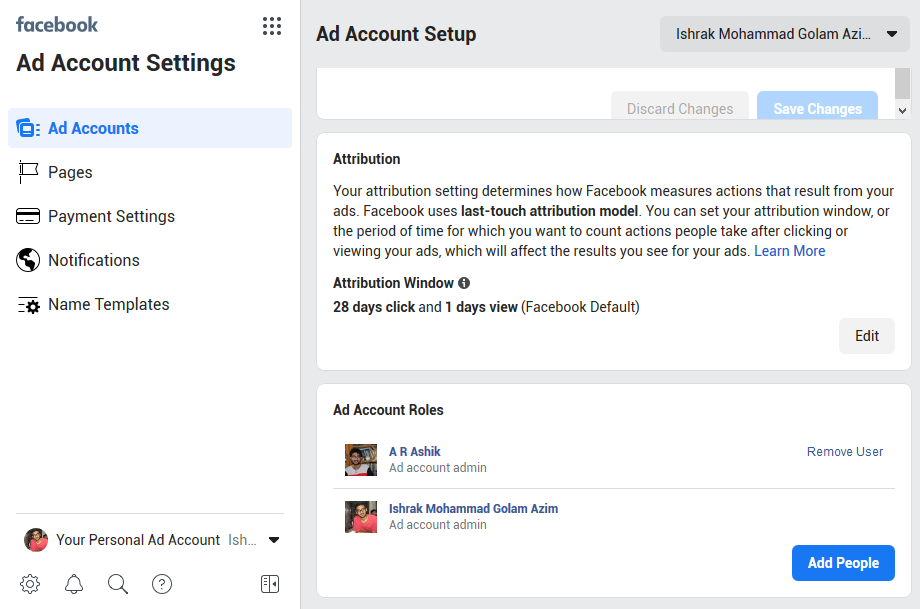 facebook
Ad Account Settings
Ad Accounts
Pages
Payment Settings
Notifications
Name Templates
Your Personal Ad Account Ish...
Ad Account Setup
Ishrak Mohammad Golam Azi...
Discard Changes
Save Changes
Attribution
Your attribution setting determines how Facebook measures actions that result from your
ads. Facebook uses last-touch attribution model. You can set your attribution window, or
the period of time for which you want to count actions people take after clicking or
viewing your ads, which will affect the results you see for your ads. Learn More
Attribution Window
28 days click and 1 days view (Facebook Default)
Edit
Ad Account Roles
A R Ashik
Ad account admin
Remove User
Ishrak Mohammad Golam Azim
Ad account admin
Add People